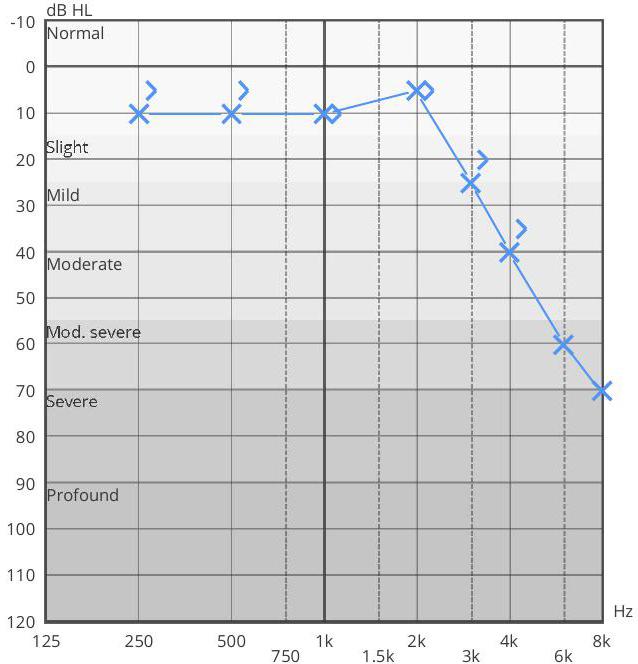 dB HL
-10
Normal
0
10
Slight
20
Mild
30
40
Moderate
50
Mod. severe
60
70
Severe
80
90
Profound
100
110
120
Hz
125 250 500 1k 2k 4k 8k
750 1.5k 3k 6k